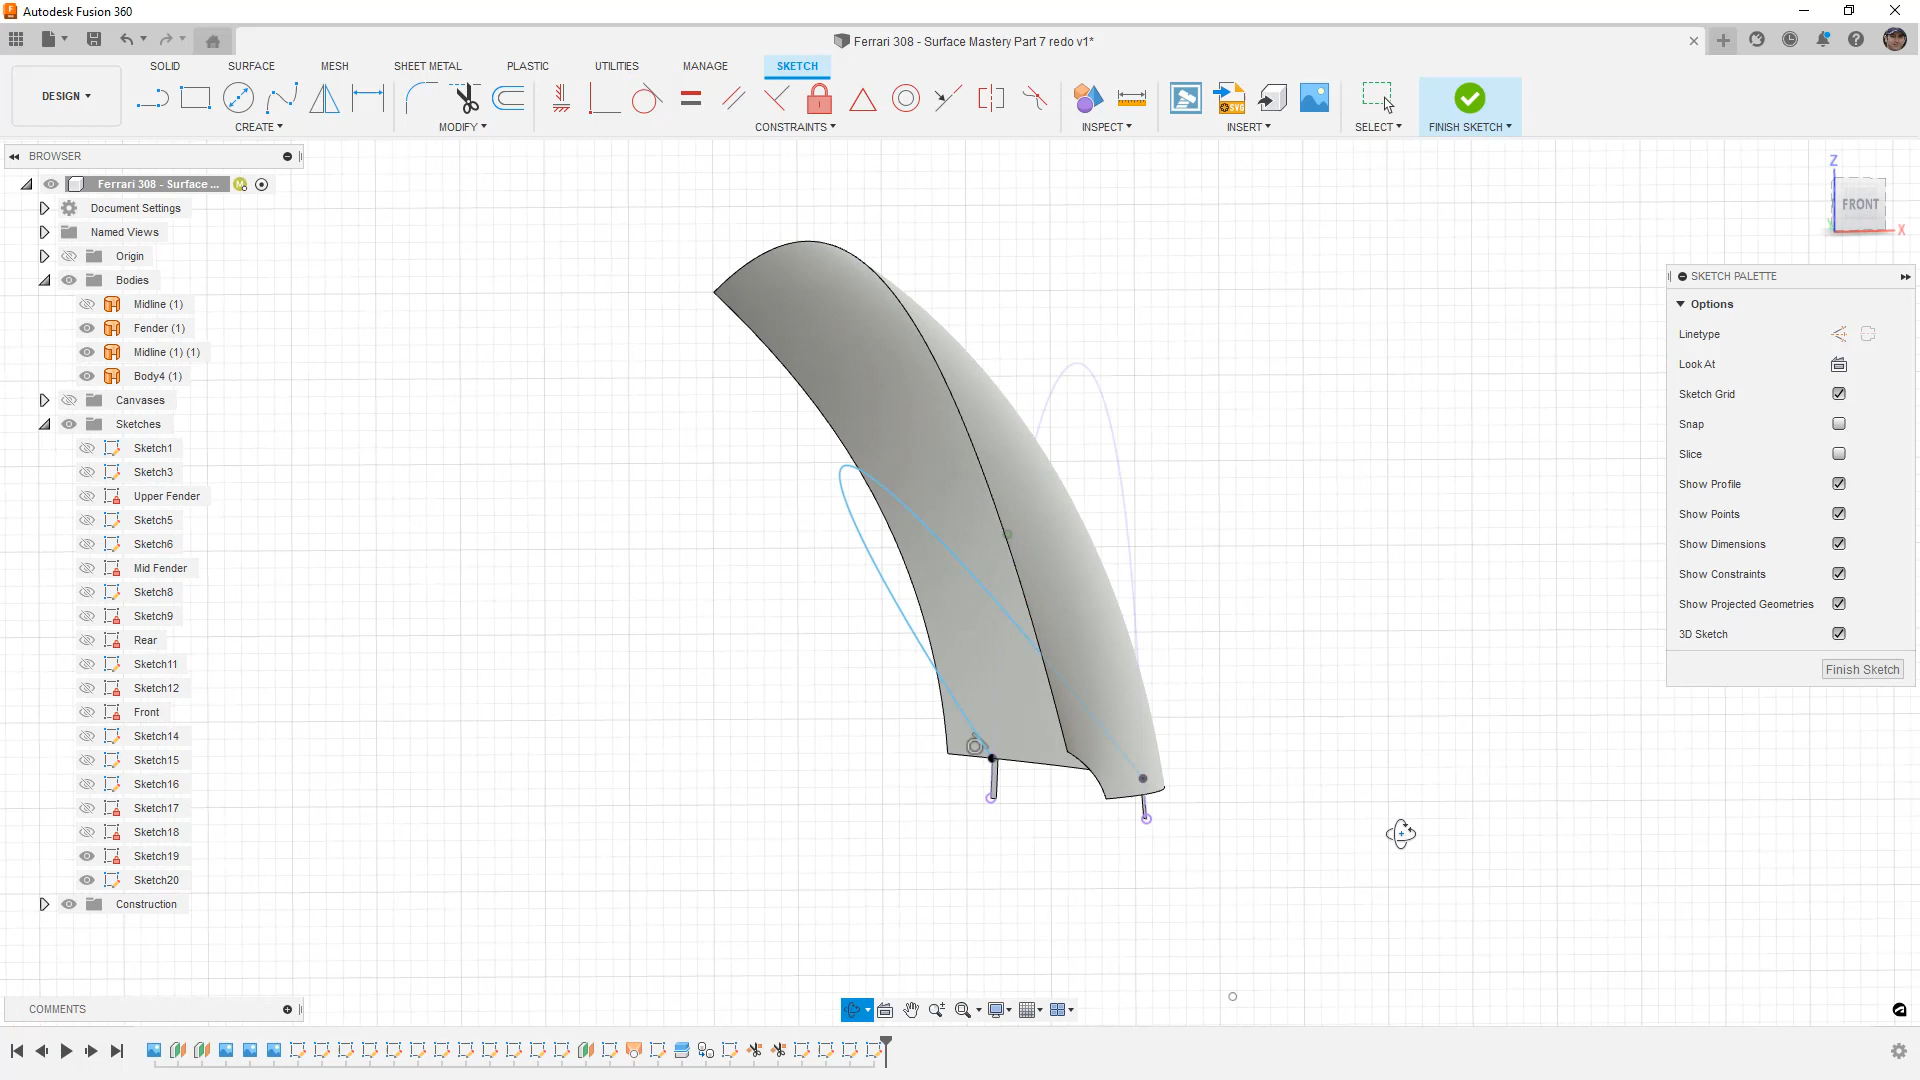 Autodesk Fusion 360
Ferrari 308 - Surface Mastery Part 7 redo v1*
SOLID SURFACE MESH SHEET METAL PLASTIC UTILITIES MANAGE SKETCH
DESIGN
SVG
CREATE MODIFY CONSTRAINTS INSPECT INSERT SELECT FINISH SKETCH
BROWSER
Ferrari 308 - Surface ...
Document Settings
Named Views
Origin
Bodies
Midline (1)
Fender (1)
Midline (1) (1)
Body4 (1)
Canvases
Sketches
Sketch1
Sketch3
Upper Fender
Sketch5
Sketch6
Mid Fender
Sketch8
Sketch9
Rear
Sketch11
Sketch12
Front
Sketch14
Sketch15
Sketch16
Sketch17
Sketch18
Sketch19
Sketch20
Construction
Z
FRONT
X
SKETCH PALETTE
Options
Linetype
Look At
Sketch Grid
Snap
Slice
Show Profile
Show Points
Show Dimensions
Show Constraints
Show Projected Geometries
3D Sketch
Finish Sketch
COMMENTS